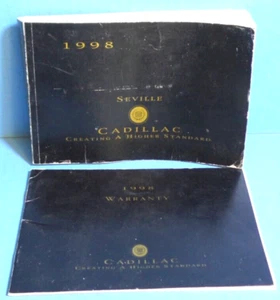 1998
SEVILLE
CADILLAC
CREATING A HIGHER STANDARD
1998
WARRANTY
CADILLAC
CREATING A HIGHER STANDARD